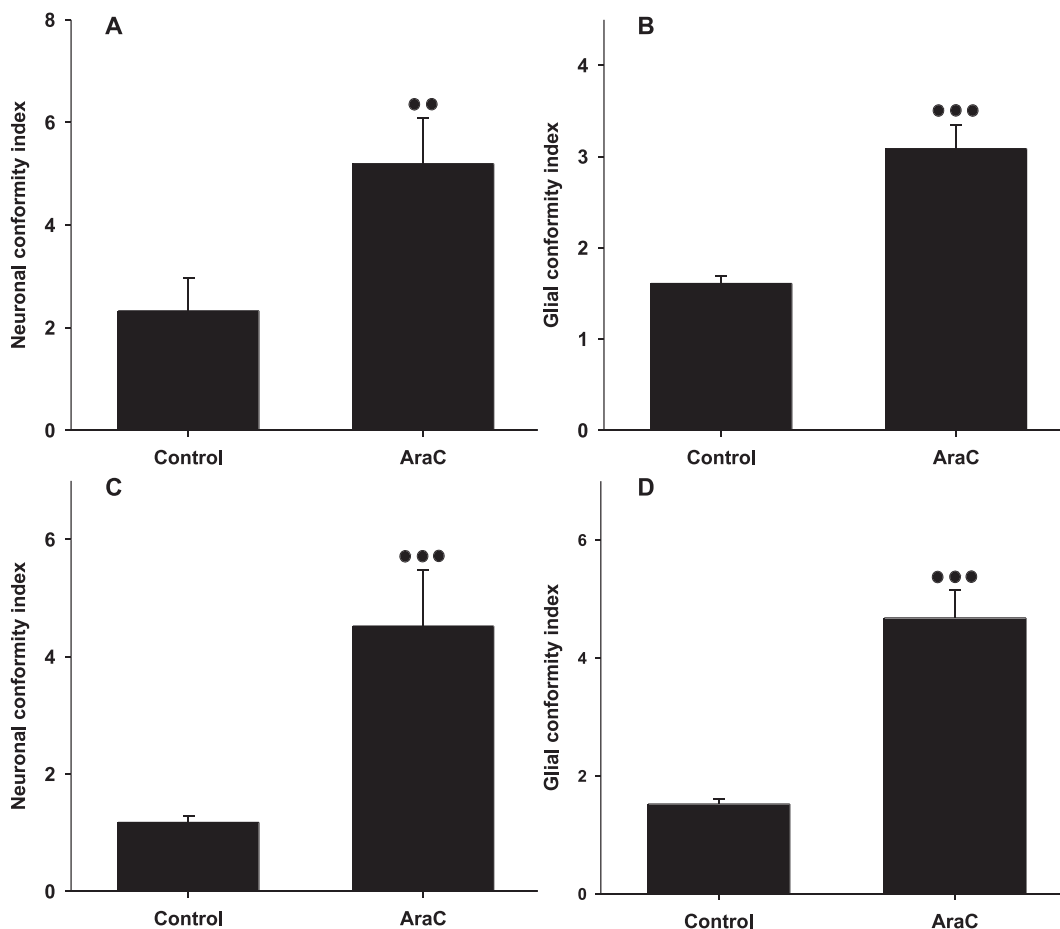 A
Neuronal conformity index
8
6
4
2
0
Control
AraC
B
Glial conformity index
4
3
2
1
0
Control
AraC
C
Neuronal conformity index
6
4
2
0
Control
AraC
D
Glial conformity index
6
4
2
0
Control
AraC